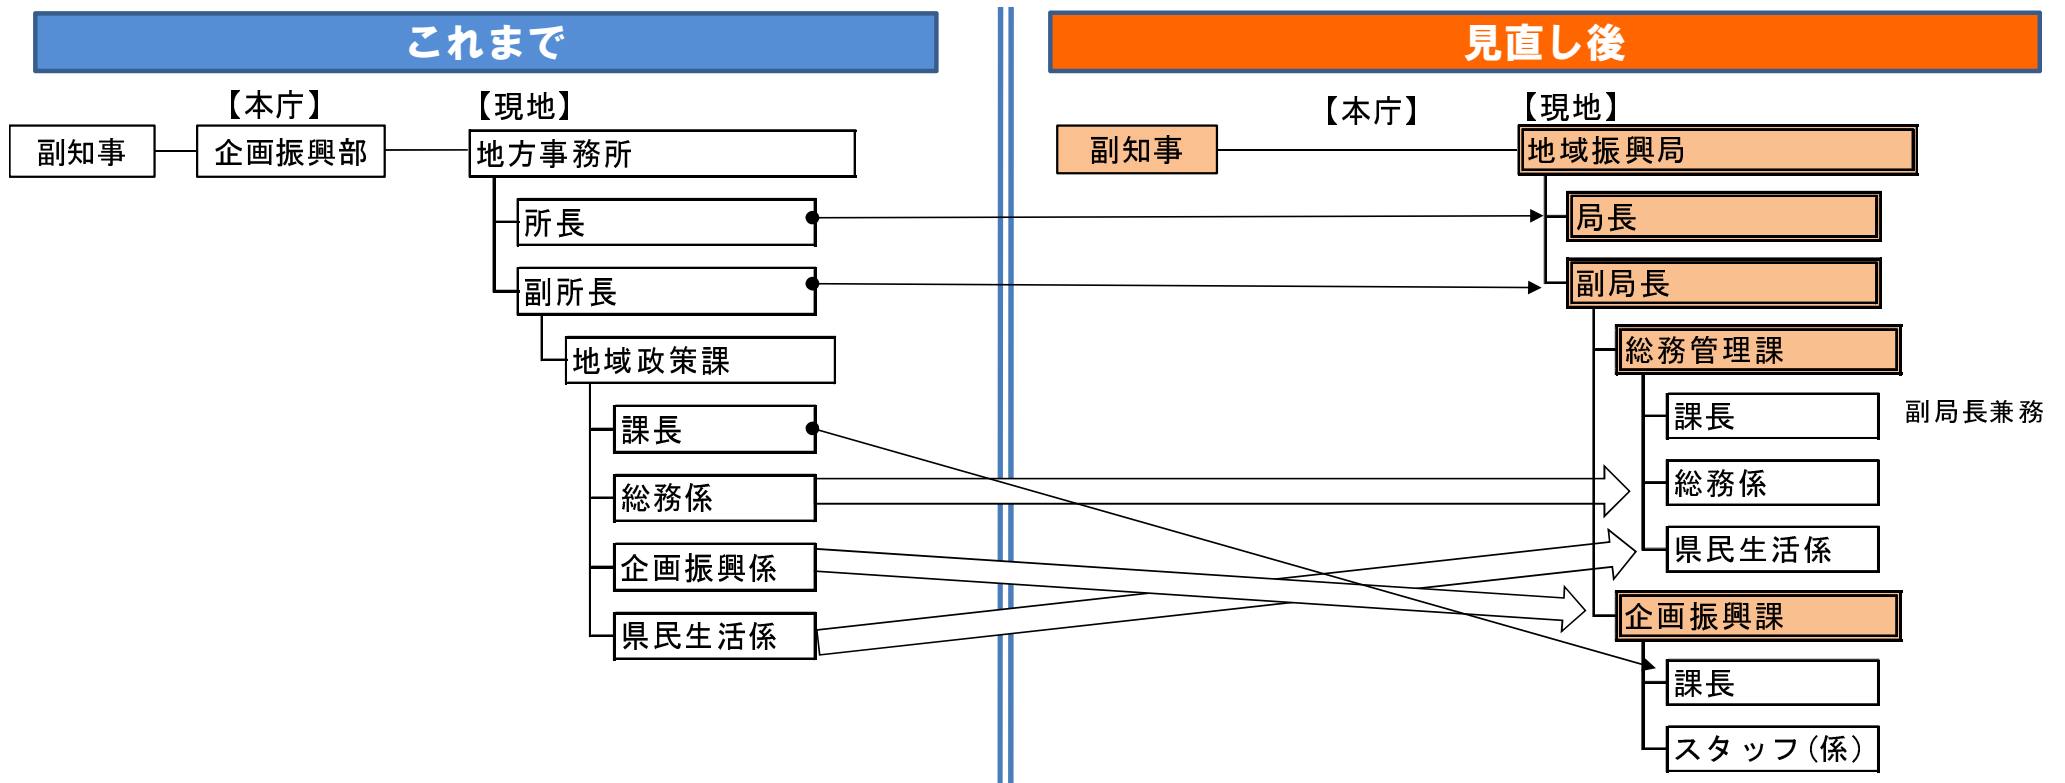 これまで
【本庁】
【現地】
副知事
企画振興部
地方事務所
所長
副所長
地域政策課
課長
総務係
企画振興係
県民生活係
見直し後
【本庁】
【現地】
副知事
地域振興局
局長
副局長
総務管理課
課長
副局長兼務
総務係
県民生活係
企画振興課
課長
スタッフ(係)